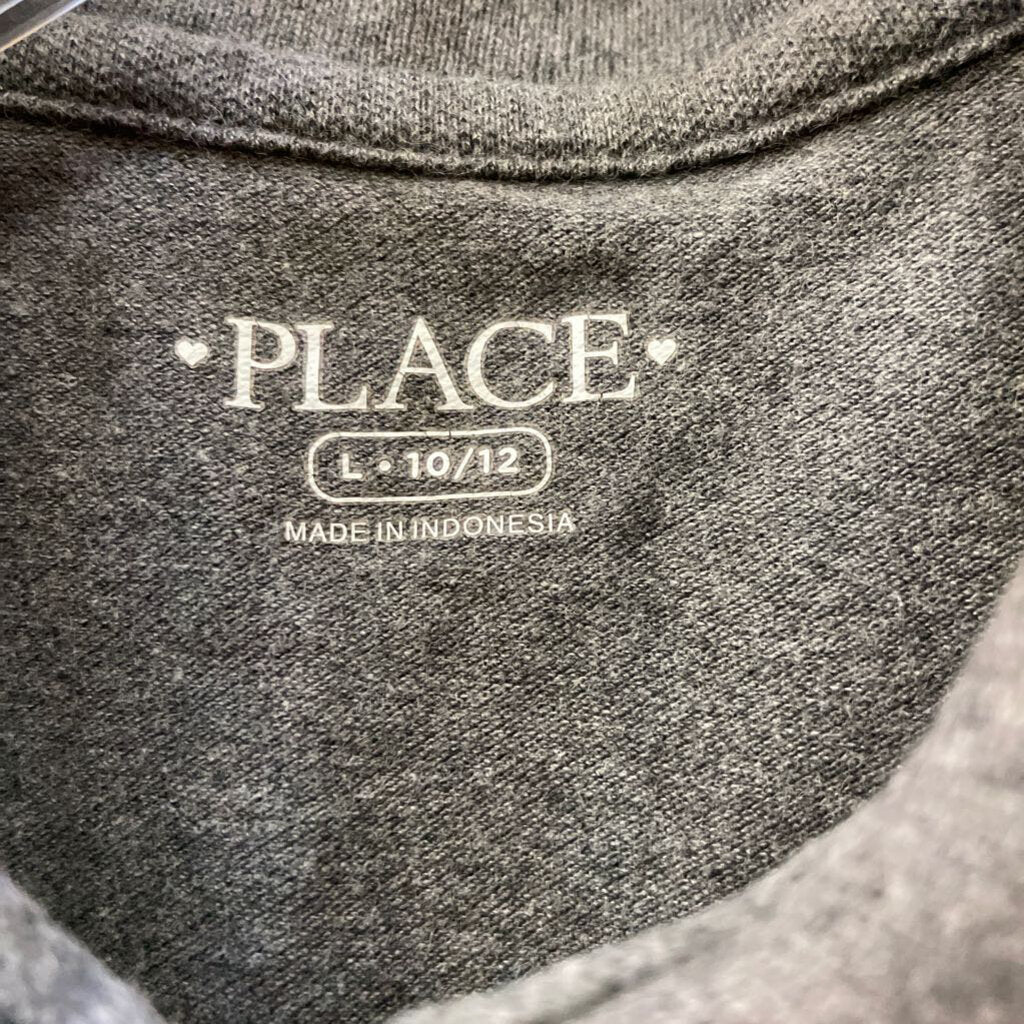 PLACE
L • 10/12
MADE IN INDONESIA